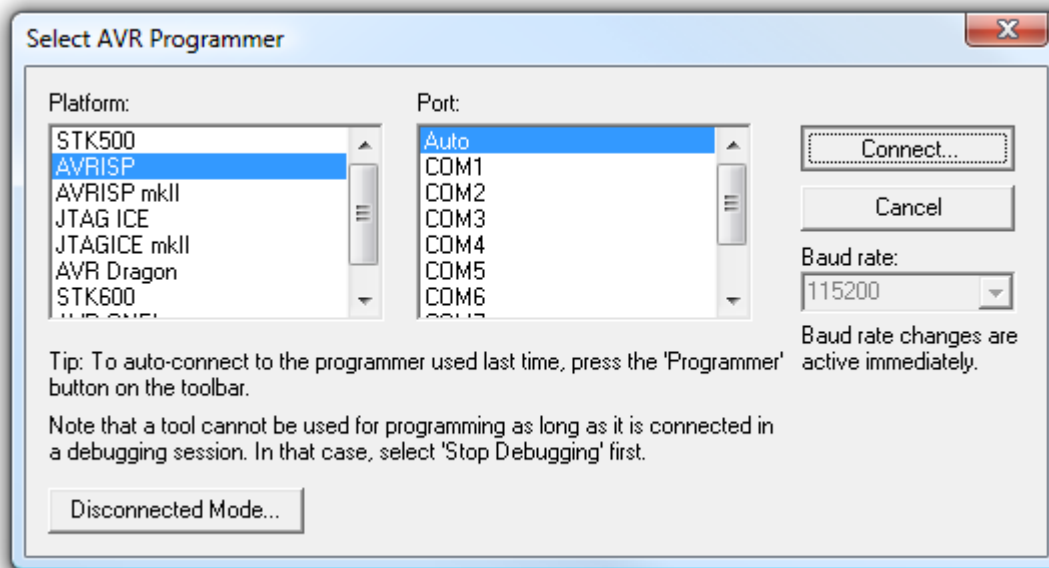 Select AVR Programmer
Platform:
STK500
AVRISP
AVRISP mkII
JTAG ICE
JTAGICE mkII
AVR Dragon
STK600
Port:
Auto
COM1
COM2
COM3
COM4
COM5
COM6
Connect...
Cancel
Baud rate:
115200
Baud rate changes are
active immediately.
Tip: To auto-connect to the programmer used last time, press the 'Programmer'
button on the toolbar.
Note that a tool cannot be used for programming as long as it is connected in
a debugging session. In that case, select 'Stop Debugging' first.
Disconnected Mode...